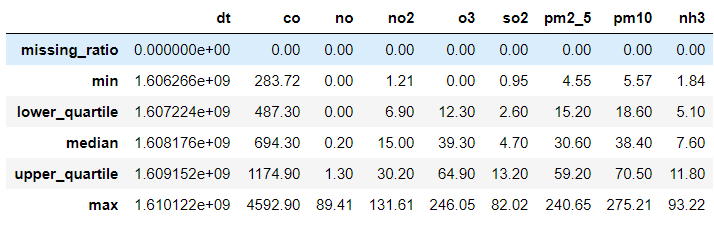 dt co no no2 o3 so2 pm2_5 pm10 nh3
missing_ratio 0.000000e+00 0.00 0.00 0.00 0.00 0.00 0.00 0.00 0.00
min 1.606266e+09 283.72 0.00 1.21 0.00 0.95 4.55 5.57 1.84
lower_quartile 1.607224e+09 487.30 0.00 6.90 12.30 2.60 15.20 18.60 5.10
median 1.608176e+09 694.30 0.20 15.00 39.30 4.70 30.60 38.40 7.60
upper_quartile 1.609152e+09 1174.90 1.30 30.20 64.90 13.20 59.20 70.50 11.80
max 1.610122e+09 4592.90 89.41 131.61 246.05 82.02 240.65 275.21 93.22